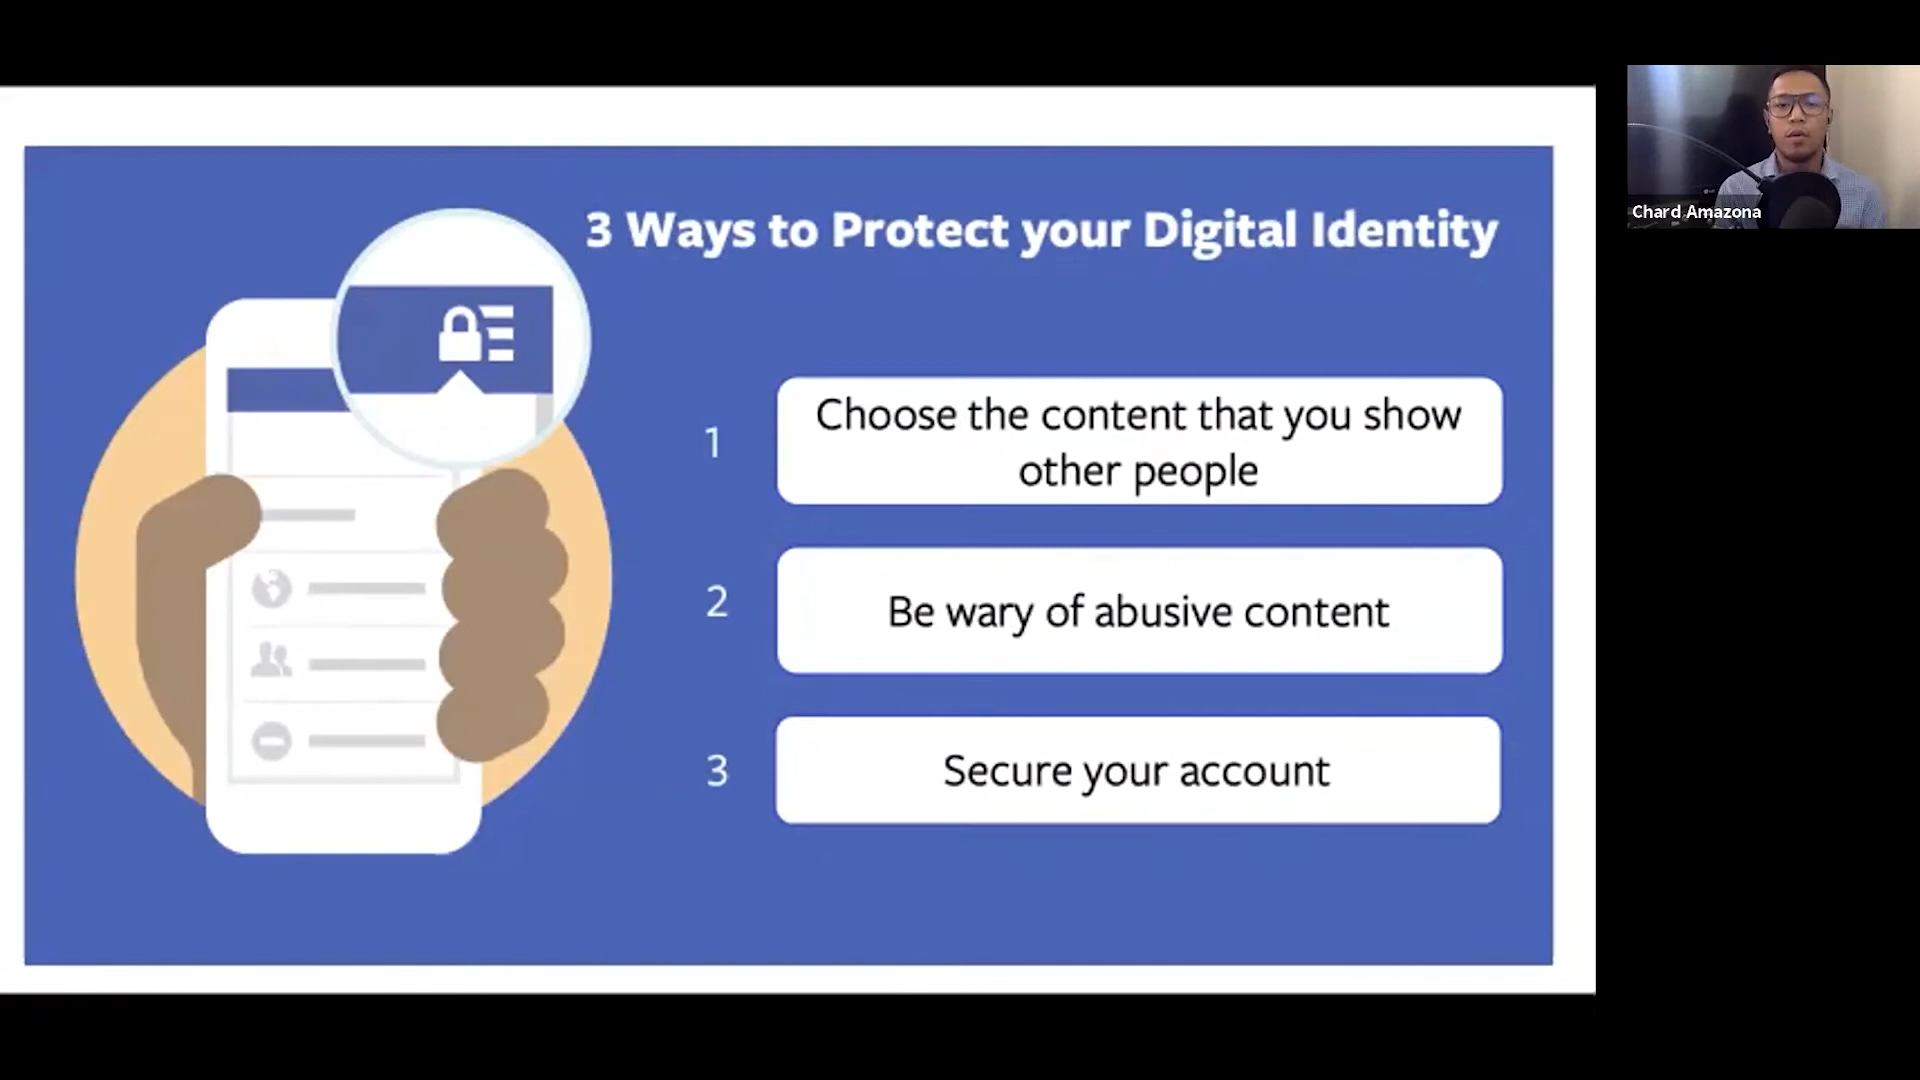 3 Ways to Protect your Digital Identity
1
Choose the content that you show
other people
2
Be wary of abusive content
3
Secure your account
Chard Amazona